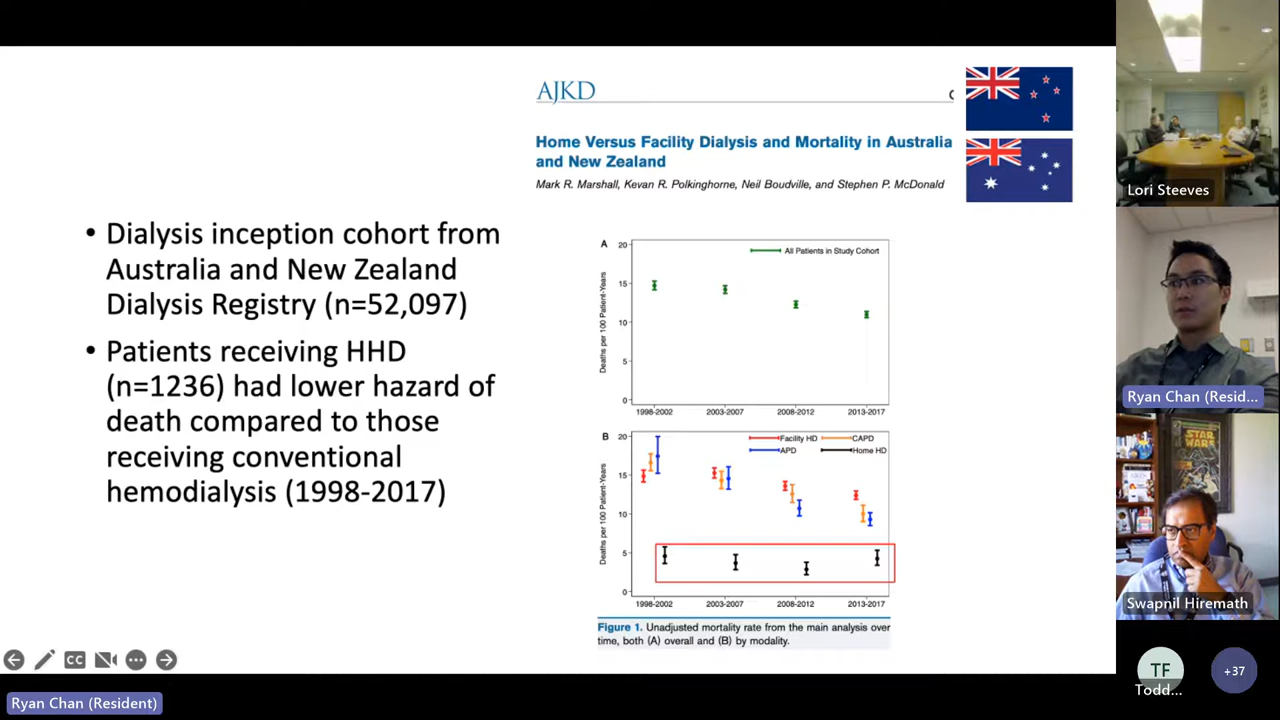 AJKD
Home Versus Facility Dialysis and Mortality in Australia
and New Zealand
Mark R. Marshall, Kevan R. Polkinghorne, Neil Boudville, and Stephen P. McDonald
• Dialysis inception cohort from
Australia and New Zealand
Dialysis Registry (n=52,097)
• Patients receiving HHD
(n=1236) had lower hazard of
death compared to those
receiving conventional
hemodialysis (1998-2017)
A
All Patients in Study Cohort
Deaths per 100 Patient-Years
20
15
10
5
0
1998-2002 2003-2007 2008-2012 2013-2017
B
Facility HD CAPD
APD Home HD
Deaths per 100 Patient-Years
20
15
10
5
0
1998-2002 2003-2007 2008-2012 2013-2017
Figure 1. Unadjusted mortality rate from the main analysis over
time, both (A) overall and (B) by modality.
CC
Ryan Chan (Resident)
Lori Steeves
Ryan Chan (Resid...
STAR
WARS
Swapnil Hiremath
TF
Todd...
+37